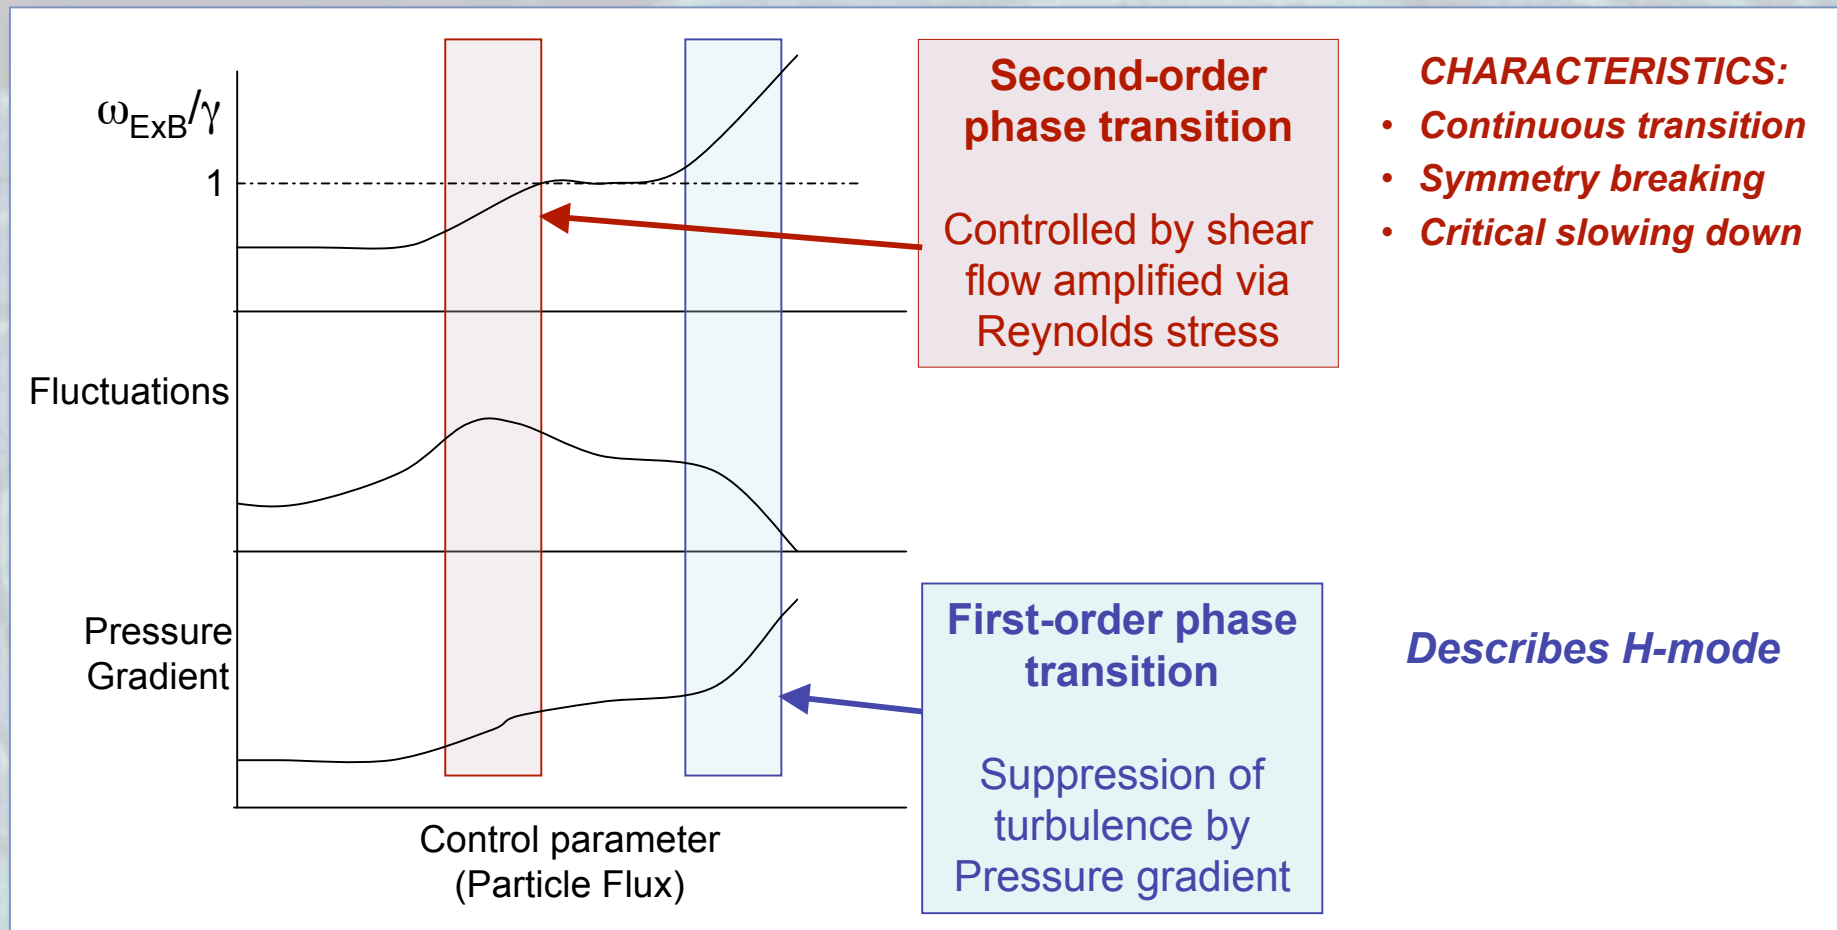 ωExB/γ
1
Fluctuations
Pressure
Gradient
Control parameter
(Particle Flux)
Second-order
phase transition
Controlled by shear
flow amplified via
Reynolds stress
CHARACTERISTICS:
• Continuous transition
• Symmetry breaking
• Critical slowing down
First-order phase
transition
Suppression of
turbulence by
Pressure gradient
Describes H-mode